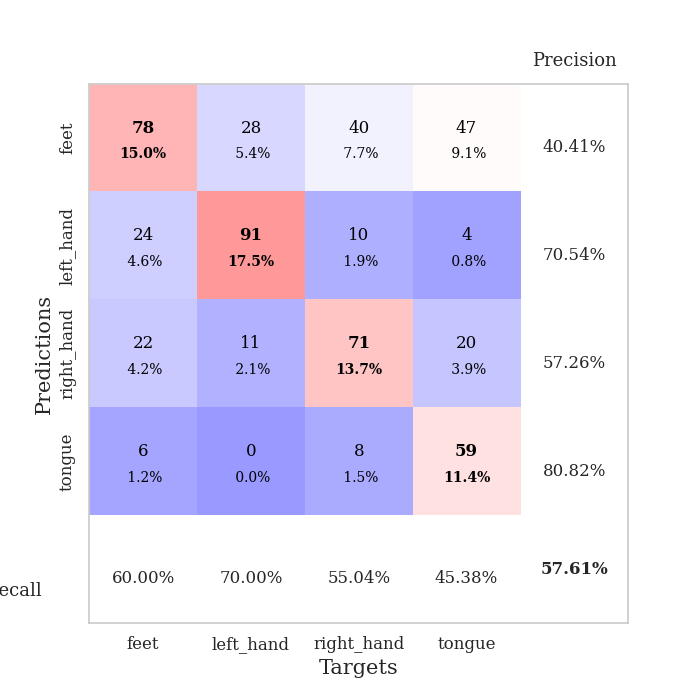 Precision
feet 78 28 40 47 40.41%
15.0% 5.4% 7.7% 9.1%
left_hand 24 91 10 4 70.54%
4.6% 17.5% 1.9% 0.8%
Predictions
right_hand 22 11 71 20 57.26%
4.2% 2.1% 13.7% 3.9%
tongue 6 0 8 59 80.82%
1.2% 0.0% 1.5% 11.4%
ecall 60.00% 70.00% 55.04% 45.38% 57.61%
feet left_hand right_hand tongue
Targets